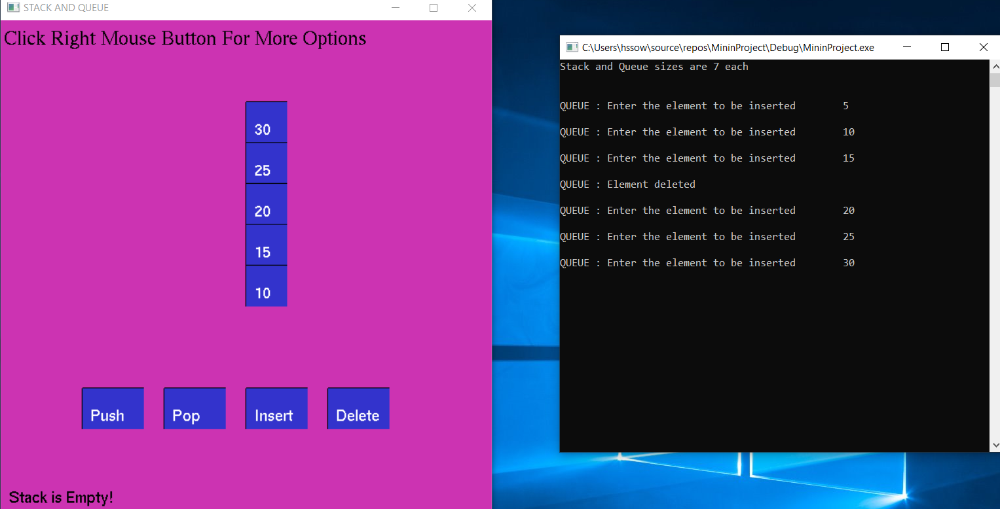 STACK AND QUEUE
Click Right Mouse Button For More Options
30
25
20
15
10
Push Pop Insert Delete
Stack is Empty!
C:\Users\hssow\source\repos\MininProject\Debug\MininProject.exe
Stack and Queue sizes are 7 each
QUEUE : Enter the element to be inserted 5
QUEUE : Enter the element to be inserted 10
QUEUE : Enter the element to be inserted 15
QUEUE : Element deleted
QUEUE : Enter the element to be inserted 20
QUEUE : Enter the element to be inserted 25
QUEUE : Enter the element to be inserted 30